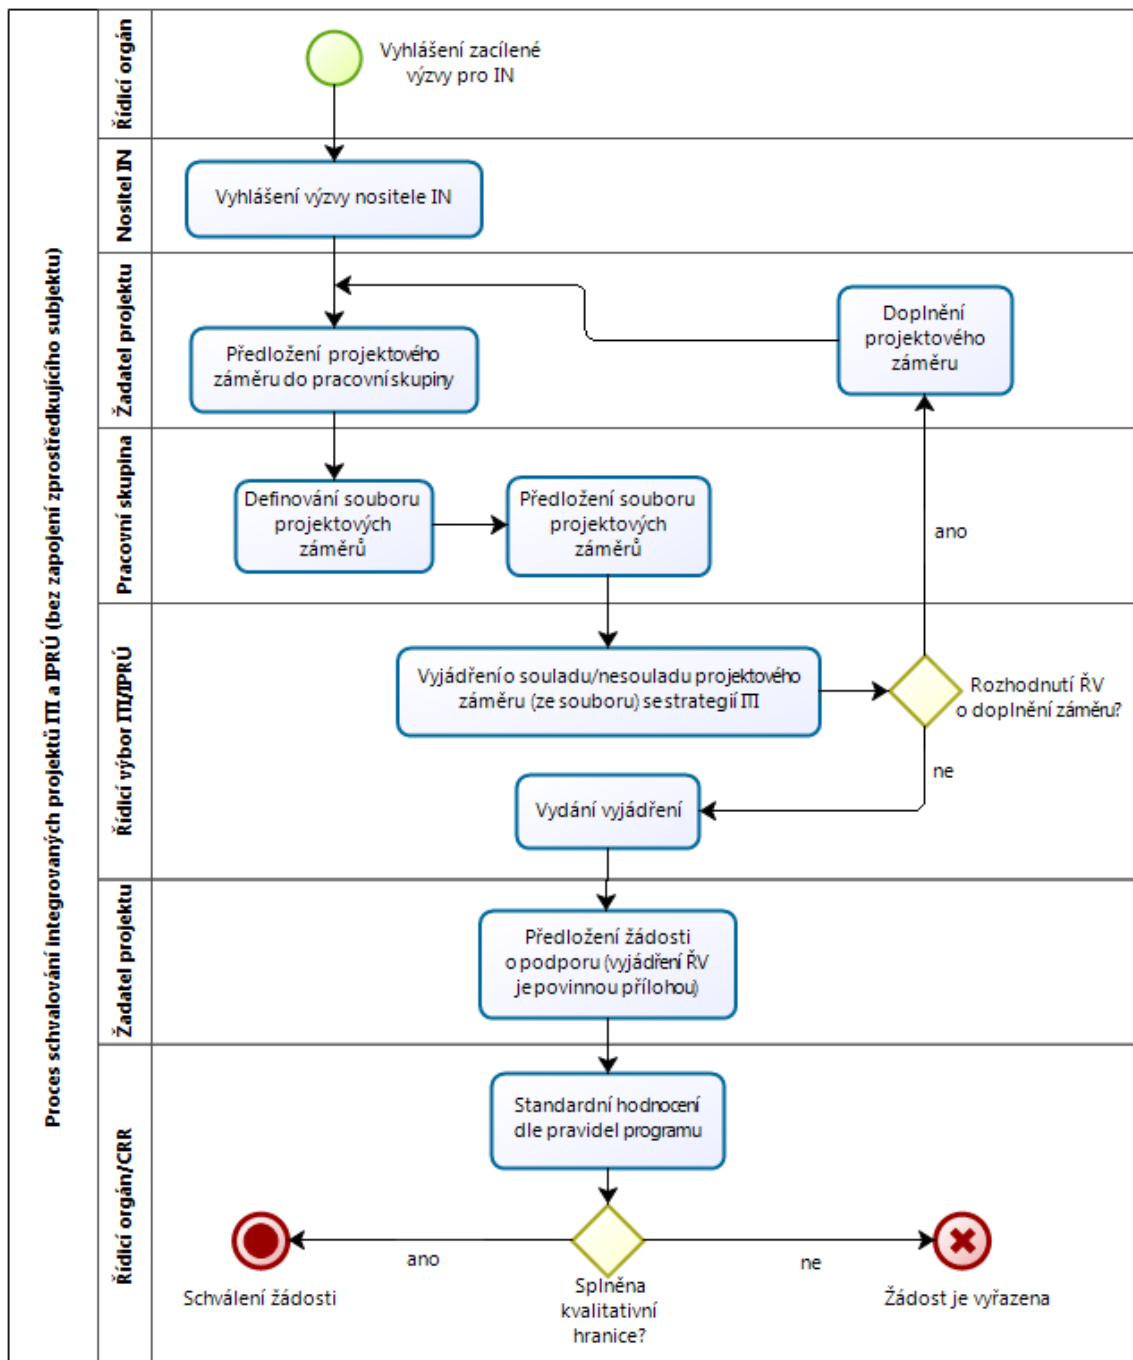 Proces schvalování integrovaných projektů ITI a IPRÚ (bez zapojení zprostředkujícího subjektu)
Řídicí orgán
Vyhlášení zacílené
výzvy pro IN
Nositel IN
Vyhlášení výzvy nositele IN
Žadatel projektu
Předložení projektového
záměru do pracovní skupiny
Doplnění
projektového
záměru
Pracovní skupina
Definování souboru
projektových
záměrů
Předložení souboru
projektových
záměrů
ano
Řídicí výbor ITI/IPRÚ
Vyjádření o souladu/nesouladu projektového
záměru (ze souboru) se strategií ITI
Rozhodnutí ŘV
o doplnění záměru?
ne
Vydání vyjádření
Žadatel projektu
Předložení žádosti
o podporu (vyjádření ŘV
je povinnou přílohou)
Řídicí orgán/CRR
Standardní hodnocení
dle pravidel programu
ano
ne
Schválení žádosti
Splněna
kvalitativní
hranice?
Žádost je vyřazena